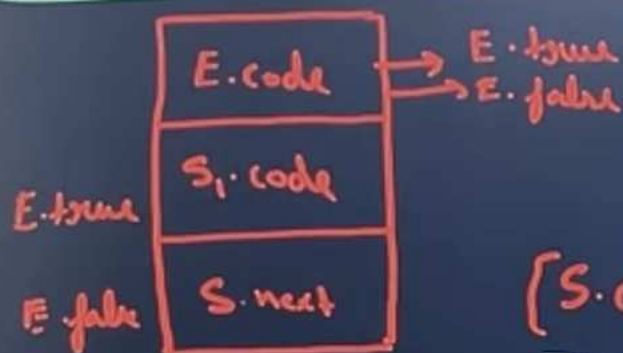 E.code
E.true
E.false
S₁.code
E.true
S.next
E.false
[S.